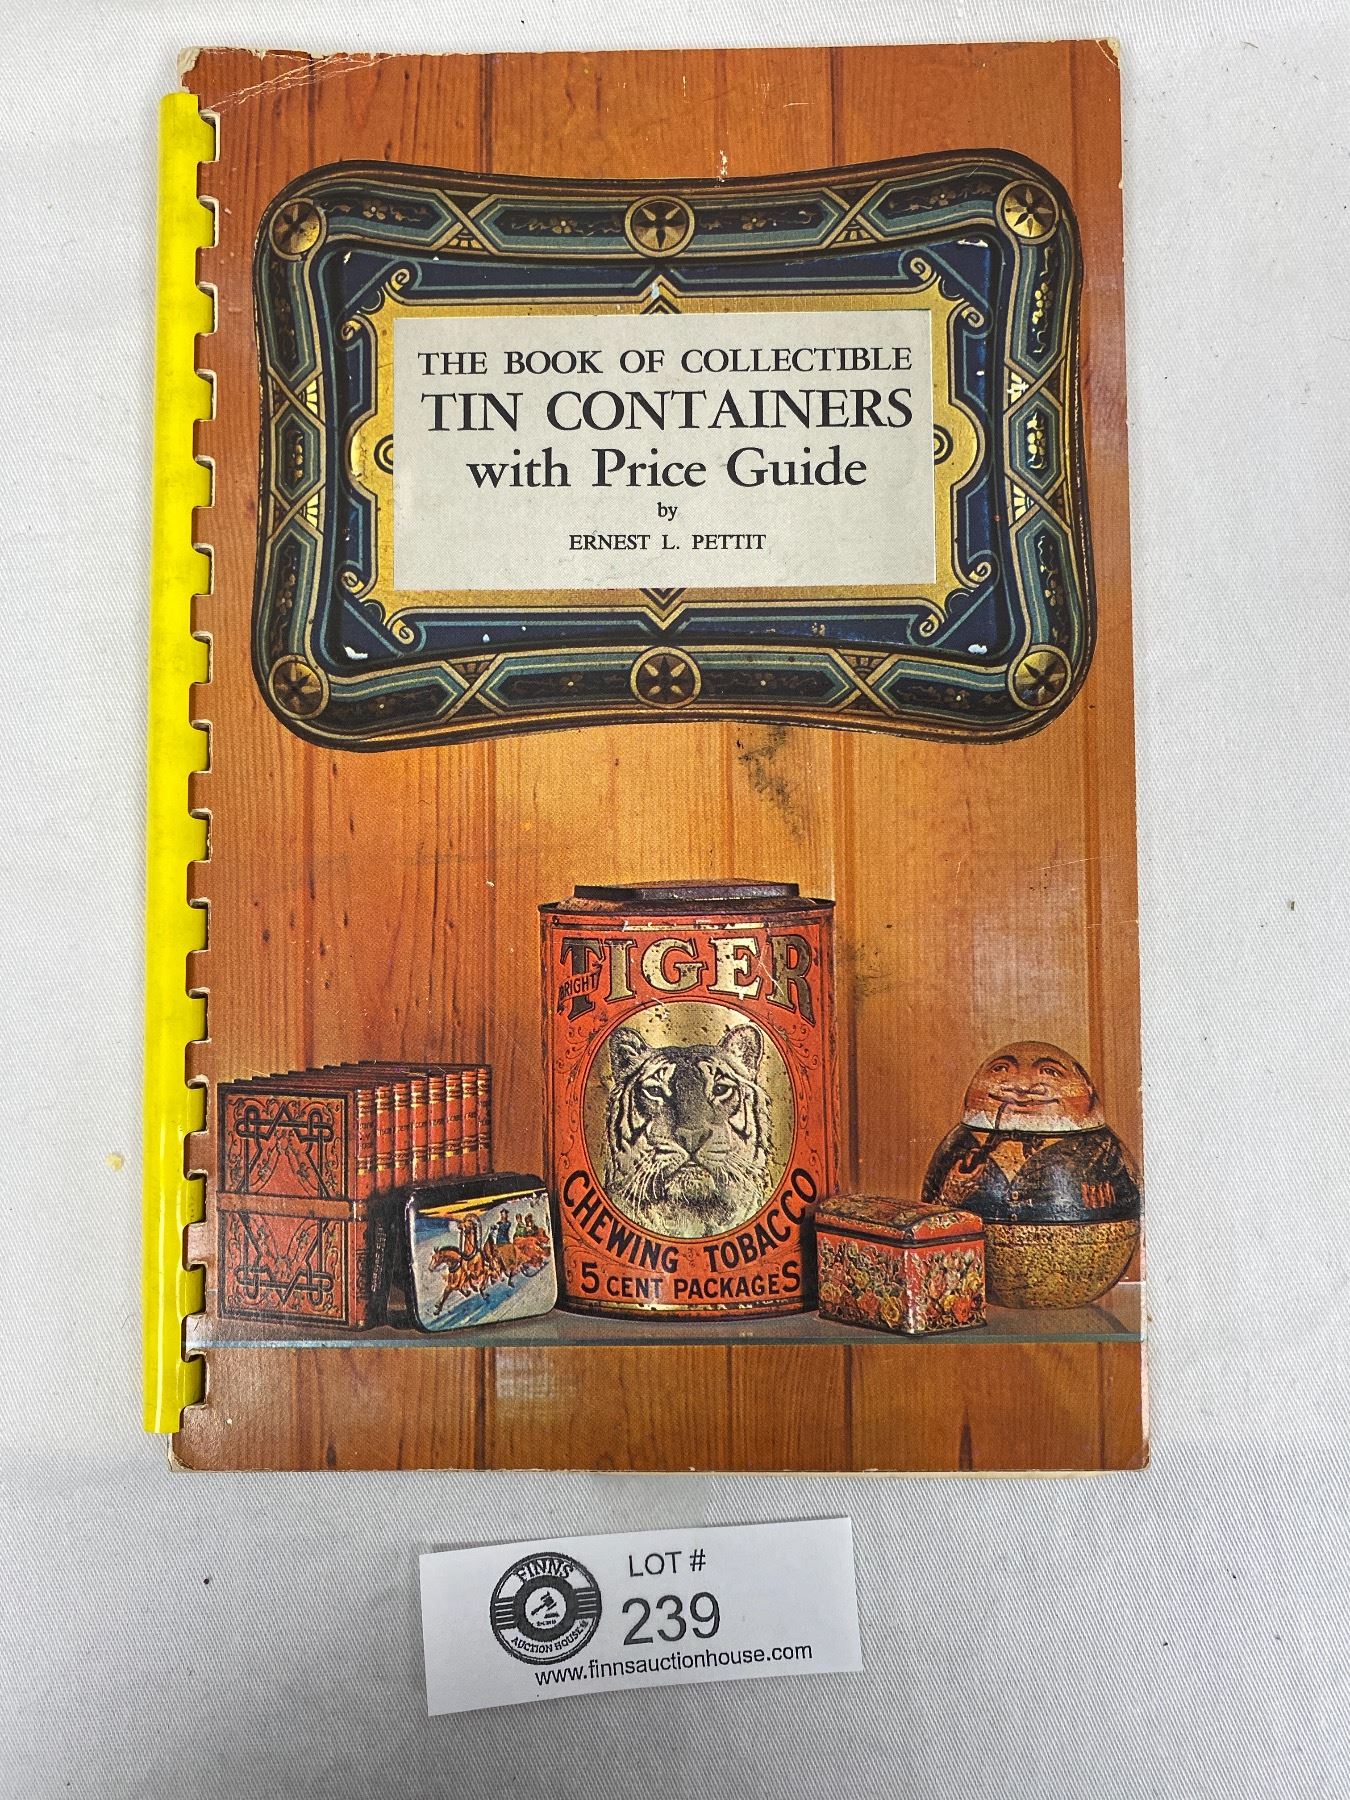 THE BOOK OF COLLECTIBLE
TIN CONTAINERS
with Price Guide
by
ERNEST L. PETTIT
BRIGHT
TIGER
CHEWING TOBACCO
5 CENT PACKAGES
FINNS
AUCTION HOUSE
LOT #
239
www.finnsauctionhouse.com